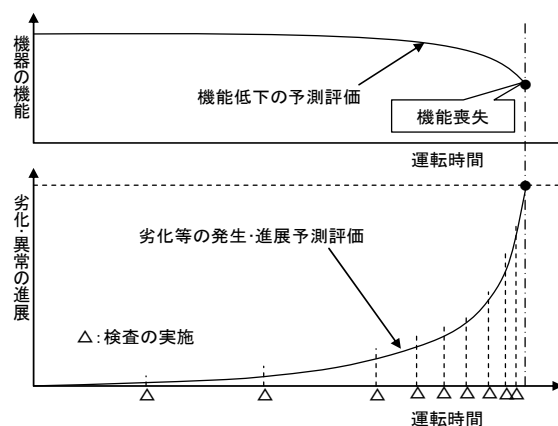 機器の機能
機能低下の予測評価
機能喪失
運転時間
劣化・異常の進展
劣化等の発生・進展予測評価
△:検査の実施
△ △ △ △ △ △ △ △ △
運転時間